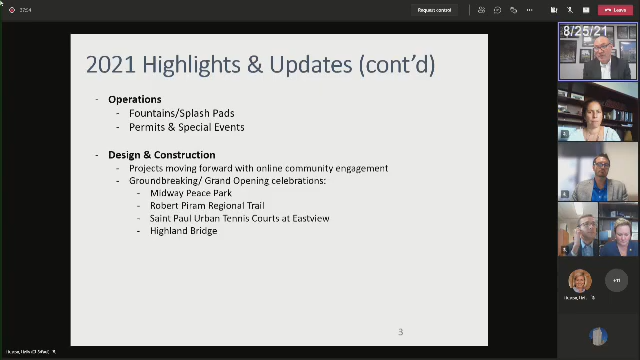 37:54
Request control
Leave
8/25/21
2021 Highlights & Updates (cont'd)
- Operations
- Fountains/Splash Pads
- Permits & Special Events
- Design & Construction
- Projects moving forward with online community engagement
- Groundbreaking/ Grand Opening celebrations:
- Midway Peace Park
- Robert Piram Regional Trail
- Saint Paul Urban Tennis Courts at Eastview
- Highland Bridge
+11
3